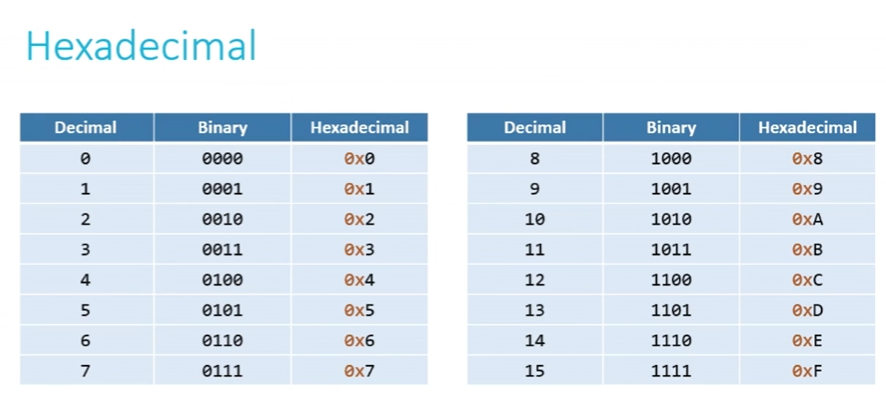 Hexadecimal
Decimal Binary Hexadecimal
0 0000 0x0
1 0001 0x1
2 0010 0x2
3 0011 0x3
4 0100 0x4
5 0101 0x5
6 0110 0x6
7 0111 0x7
Decimal Binary Hexadecimal
8 1000 0x8
9 1001 0x9
10 1010 0xA
11 1011 0xB
12 1100 0xC
13 1101 0xD
14 1110 0xE
15 1111 0xF